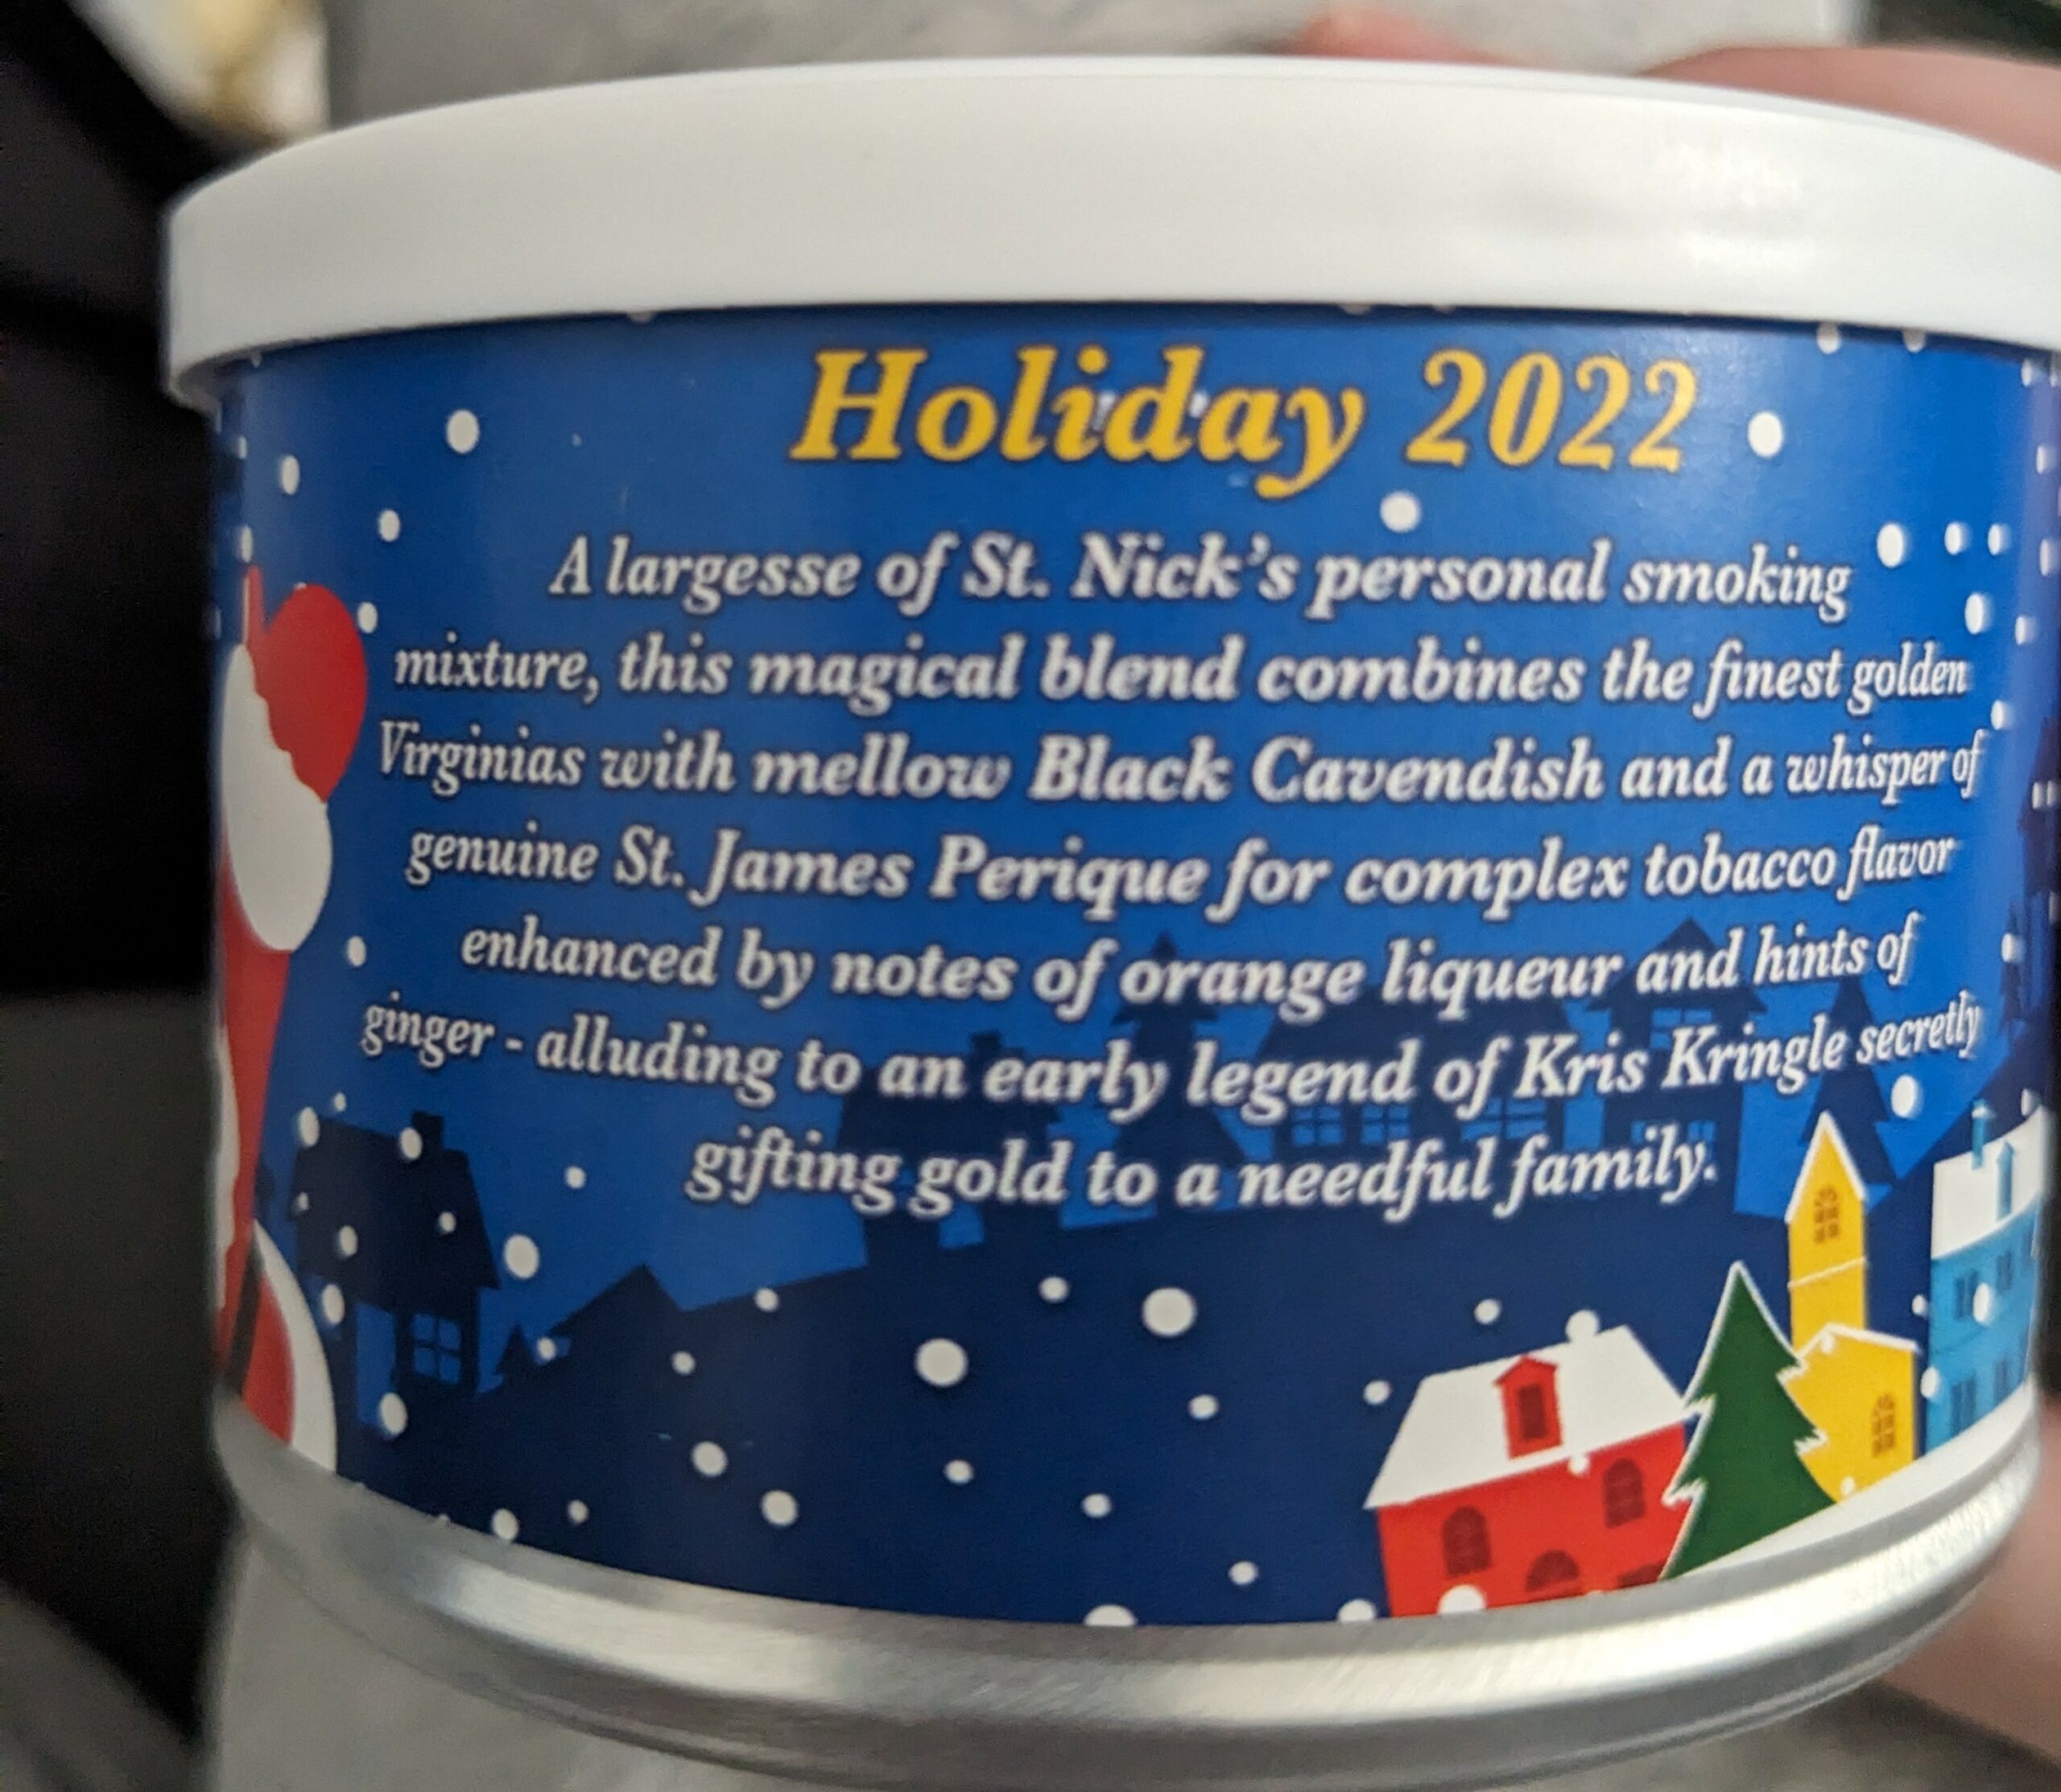 Holiday 2022
A largesse of St. Nick's personal smoking
mixture, this magical blend combines the finest golden
Virginias with mellow Black Cavendish and a whisper of
genuine St. James Perique for complex tobacco flavor
enhanced by notes of orange liqueur and hints of
ginger - alluding to an early legend of Kris Kringle secretly
gifting gold to a needful family.